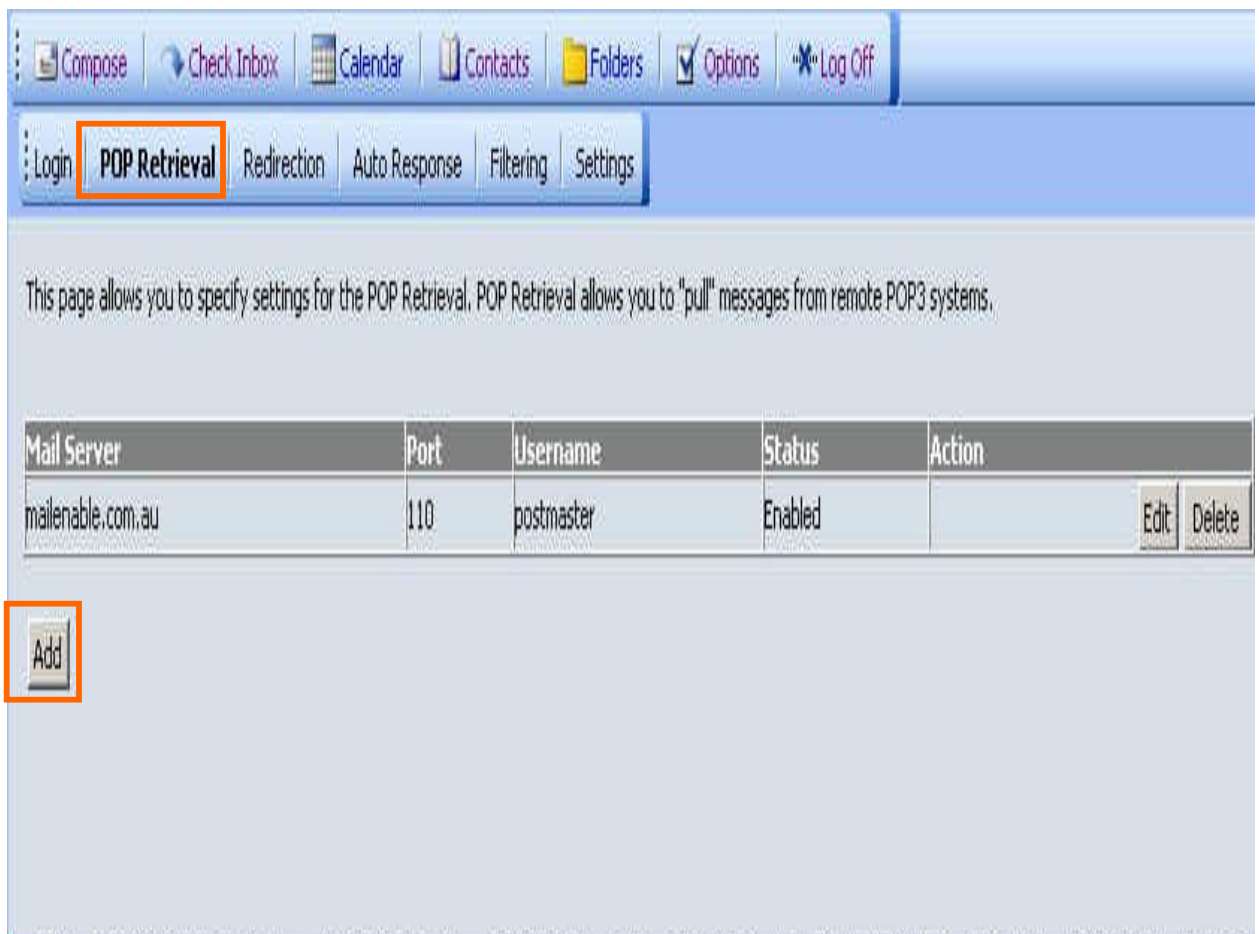 Compose Check Inbox Calendar Contacts Folders Options Log Off
Login POP Retrieval Redirection Auto Response Filtering Settings
This page allows you to specify settings for the POP Retrieval. POP Retrieval allows you to "pull" messages from remote POP3 systems.
Mail Server Port Username Status Action
mailenable.com.au 110 postmaster Enabled Edit Delete
Add